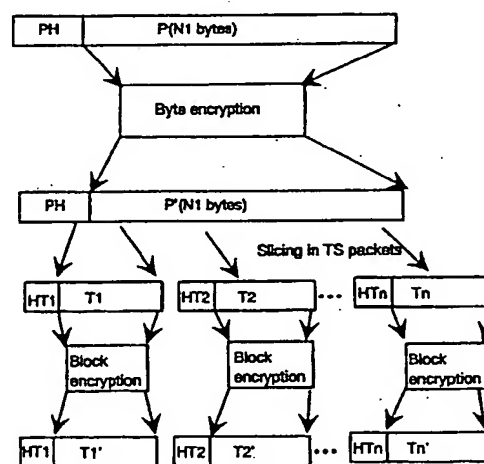 PH P(N1 bytes)
Byte encryption
PH P'(N1 bytes)
Slicing in TS packets
HT1 T1 HT2 T2 ... HTn Tn
Block encryption Block encryption Block encryption
HT1 T1' HT2 T2' ... HTn Tn'